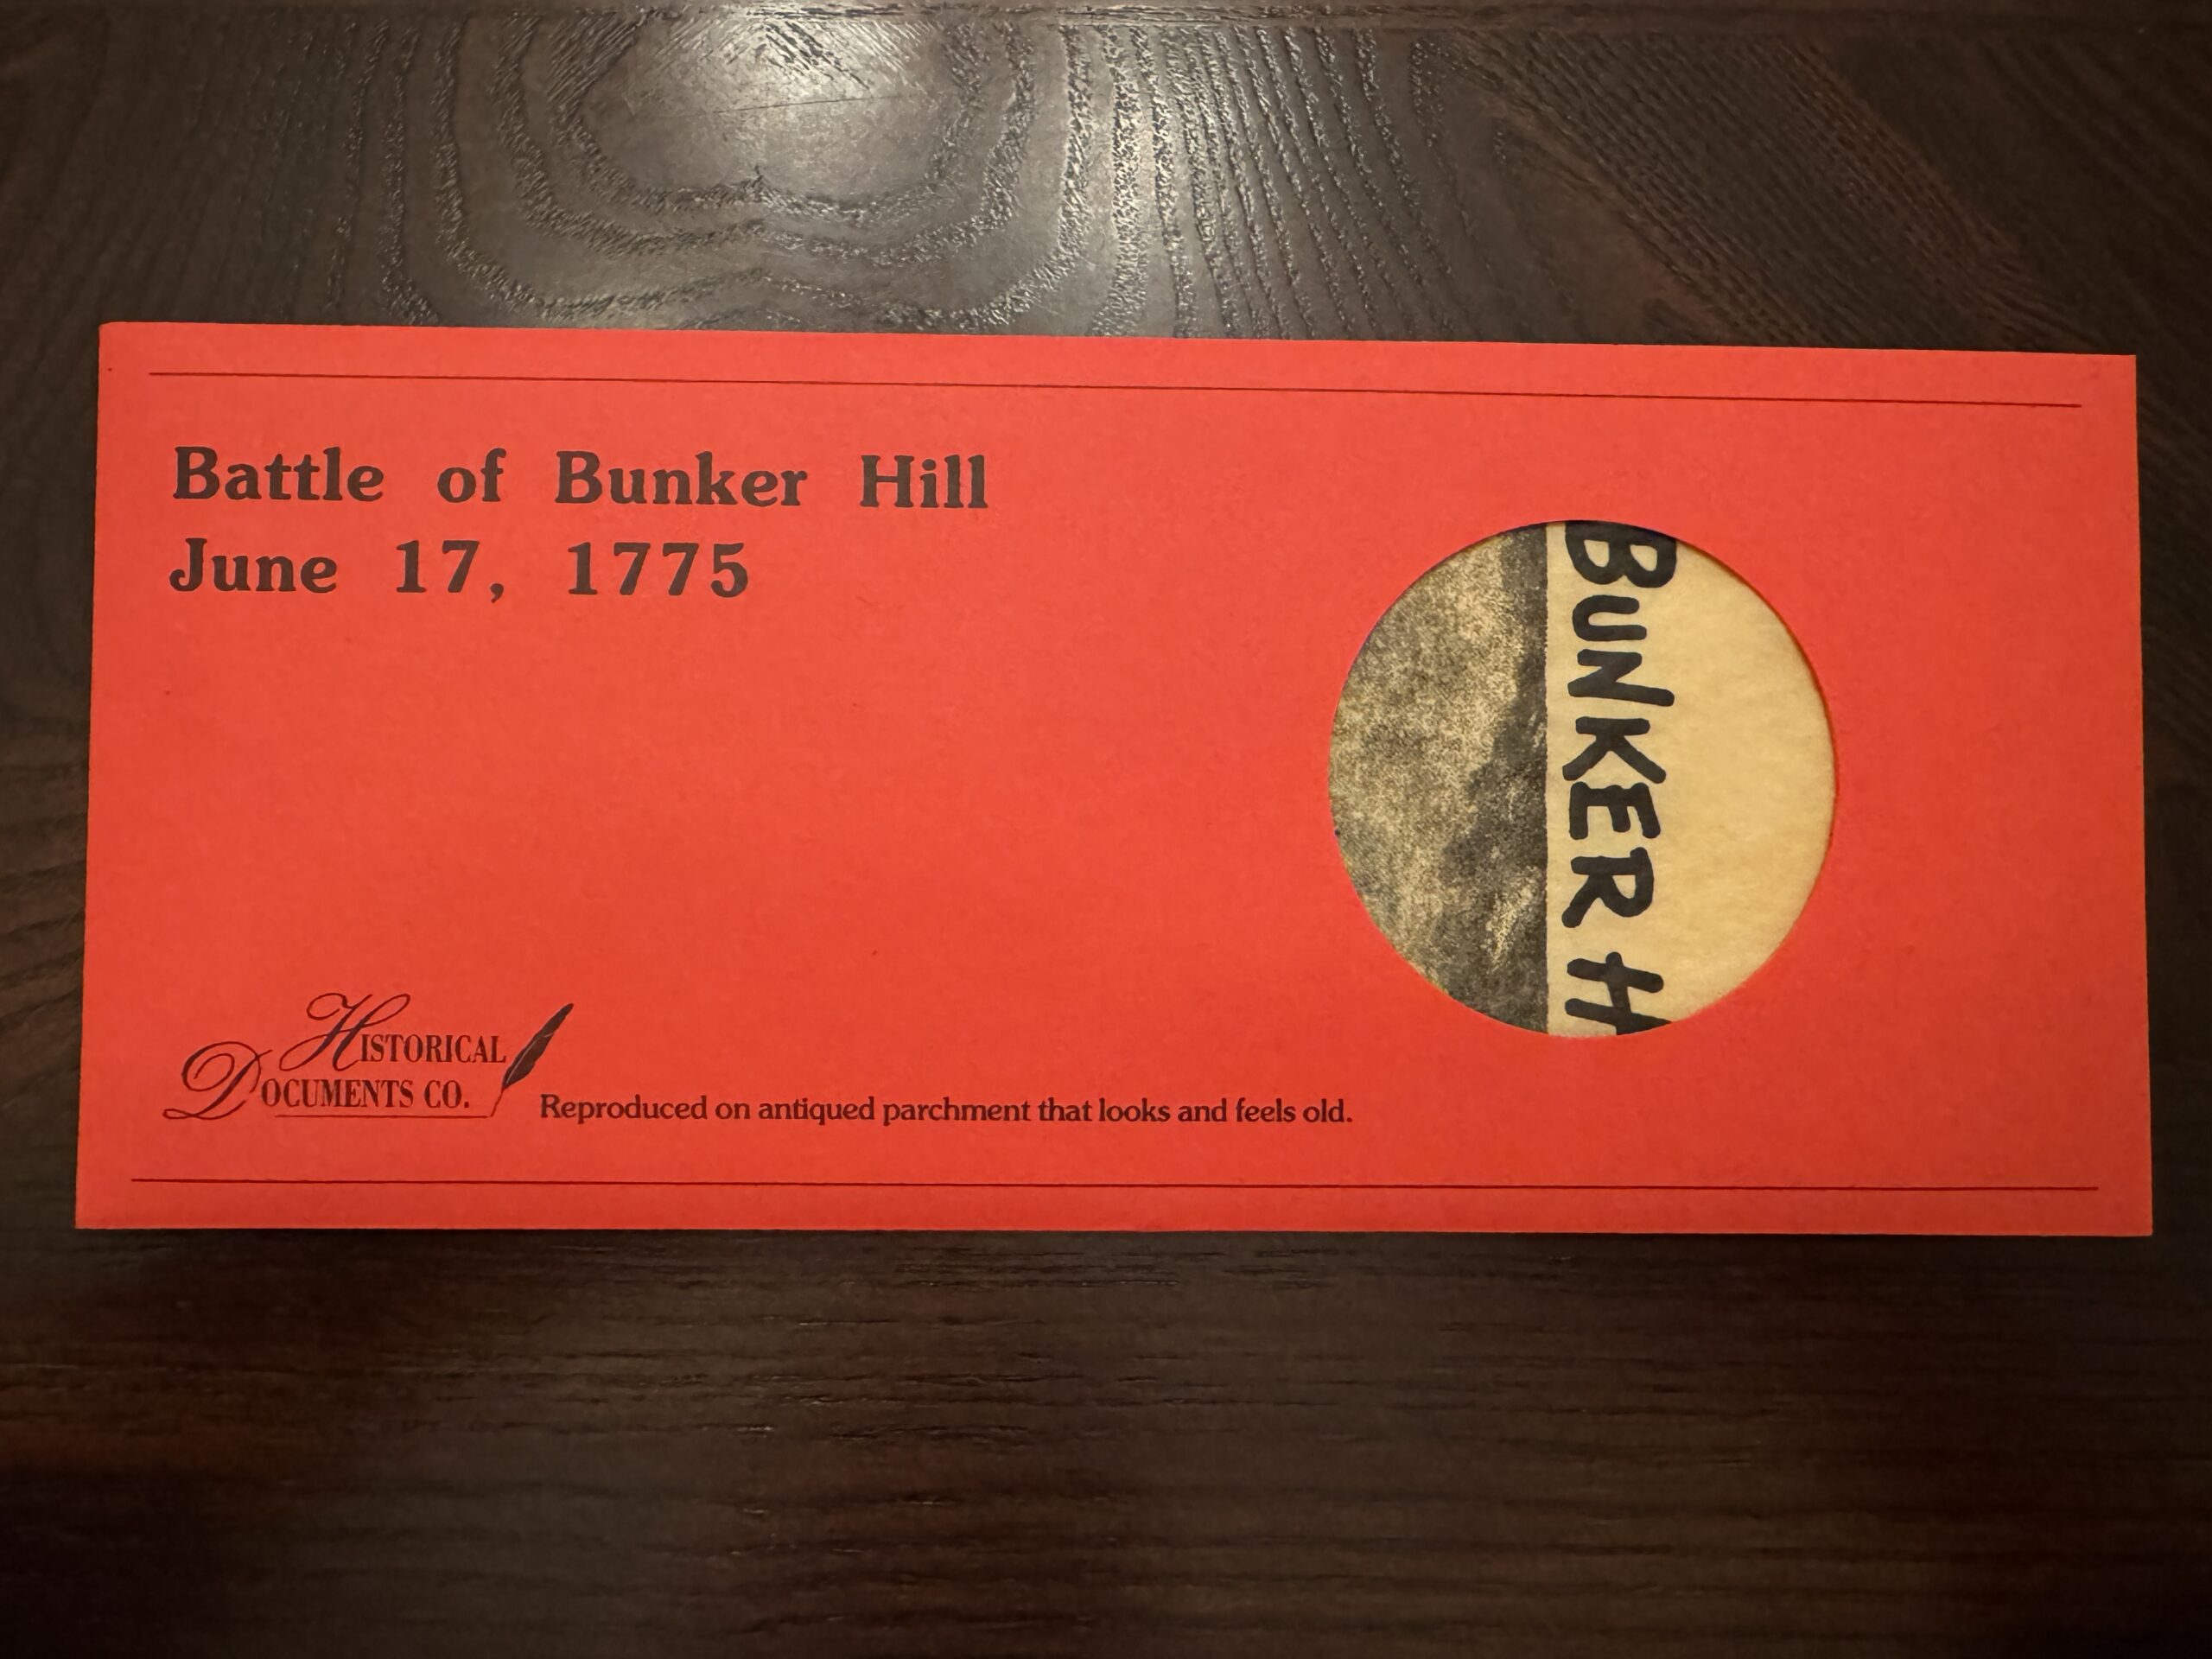 Battle of Bunker Hill
June 17, 1775
BUNKER H
HISTORICAL
DOCUMENTS CO.
Reproduced on antiqued parchment that looks and feels old.